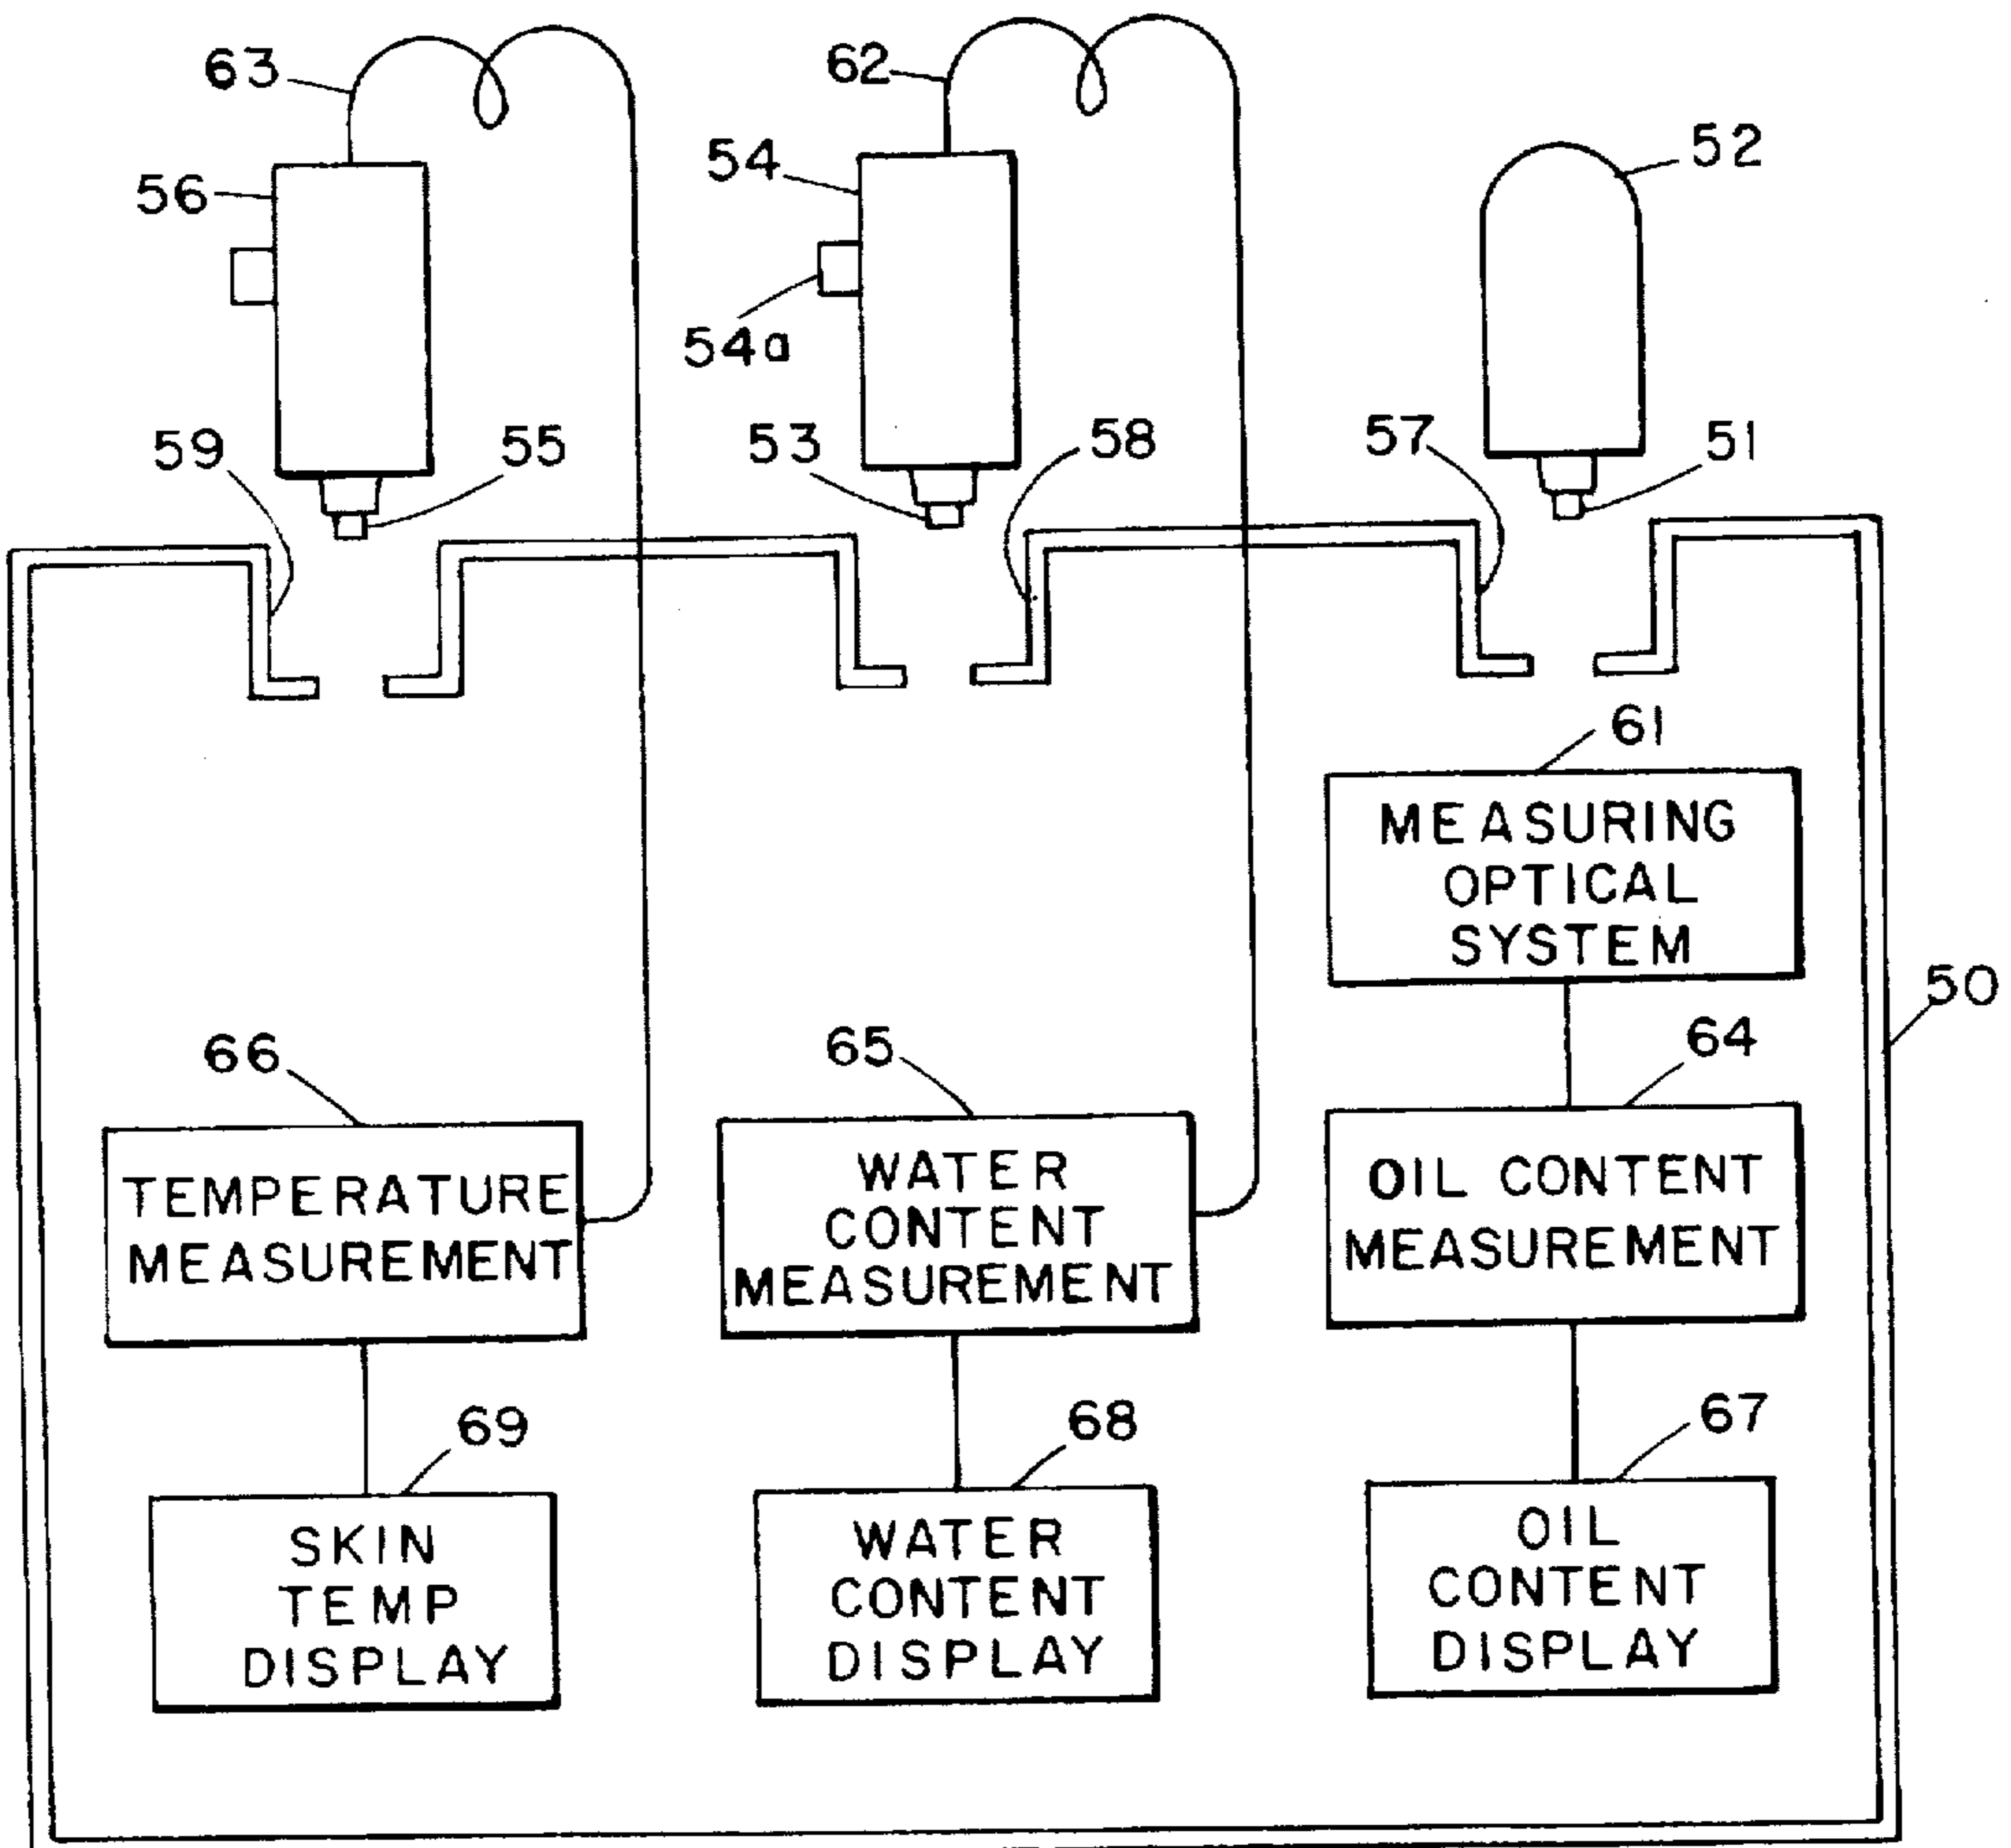 63
62
56
54
52
54a
59
55
53
58
57
51
61
MEASURING
OPTICAL
SYSTEM
50
66
65
64
TEMPERATURE
MEASUREMENT
WATER
CONTENT
MEASUREMENT
OIL CONTENT
MEASUREMENT
69
68
67
SKIN
TEMP
DISPLAY
WATER
CONTENT
DISPLAY
OIL
CONTENT
DISPLAY